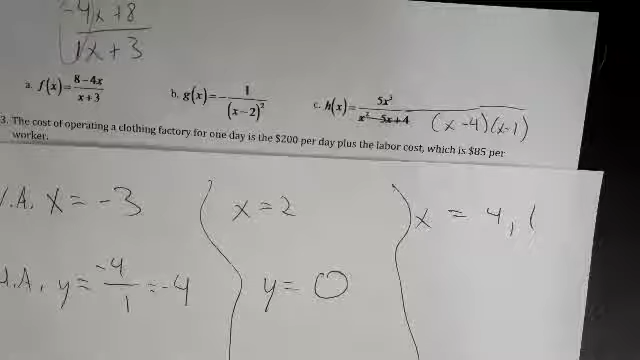 -4x + 8
1x + 3
a. f(x) = 8-4x / x+3 b. g(x) = - 1 / (x-2)² c. h(x) = 5x³ / x²-5x+4 (x-4)(x-1)
3. The cost of operating a clothing factory for one day is the $200 per day plus the labor cost, which is $85 per
worker.
V.A, x = -3 x = 2 x = 4, 1
H.A, y = -4/1 = -4 y = 0